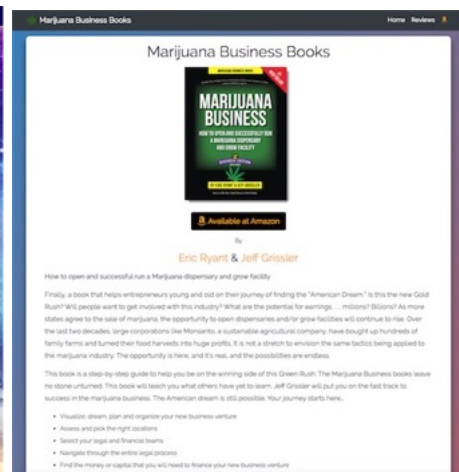 Marijuana Business Books
Home Reviews
Marijuana Business Books
MARIJUANA
BUSINESS
HOW TO OPEN AND SUCCESSFULLY RUN
A MARIJUANA DISPENSARY
AND GROW FACILITY
BY ERIC RYANT & JEFF GRISSLER
Available at Amazon
By
Eric Ryant & Jeff Grissler
How to open and successful run a Marijuana dispensary and grow facility
Finally, a book that helps entrepreneurs young and old on their journey of finding the "American Dream." Is this the new Gold
Rush? Will people want to get involved with this industry? What are the potential for earnings . . . millions? Billions? As more
states agree to the sale of marijuana, the opportunity to open dispensaries and/or grow facilities will continue to rise. Over
the last two decades, large corporations like Monsanto, a sustainable agricultural company, have bought up hundreds of
family farms and turned their food harvests into huge profits. It is not a stretch to envision the same tactics being applied to
the marijuana industry. The opportunity is here, and it's real, and the possibilities are endless.
This book is a step-by-step guide to help you be on the winning side of this Green Rush. The Marijuana Business books leave
no stone unturned. This book will teach you what others have yet to learn. Jeff Grissler will put you on the fast track to
success in the marijuana business. The American dream is still possible. Your journey starts here...
• Visualize, dream, plan and organize your new business venture
• Assess and pick the right locations
• Select your legal and financial teams
• Navigate through the entire legal process
• Find the money or capital that you will need to finance your new business venture